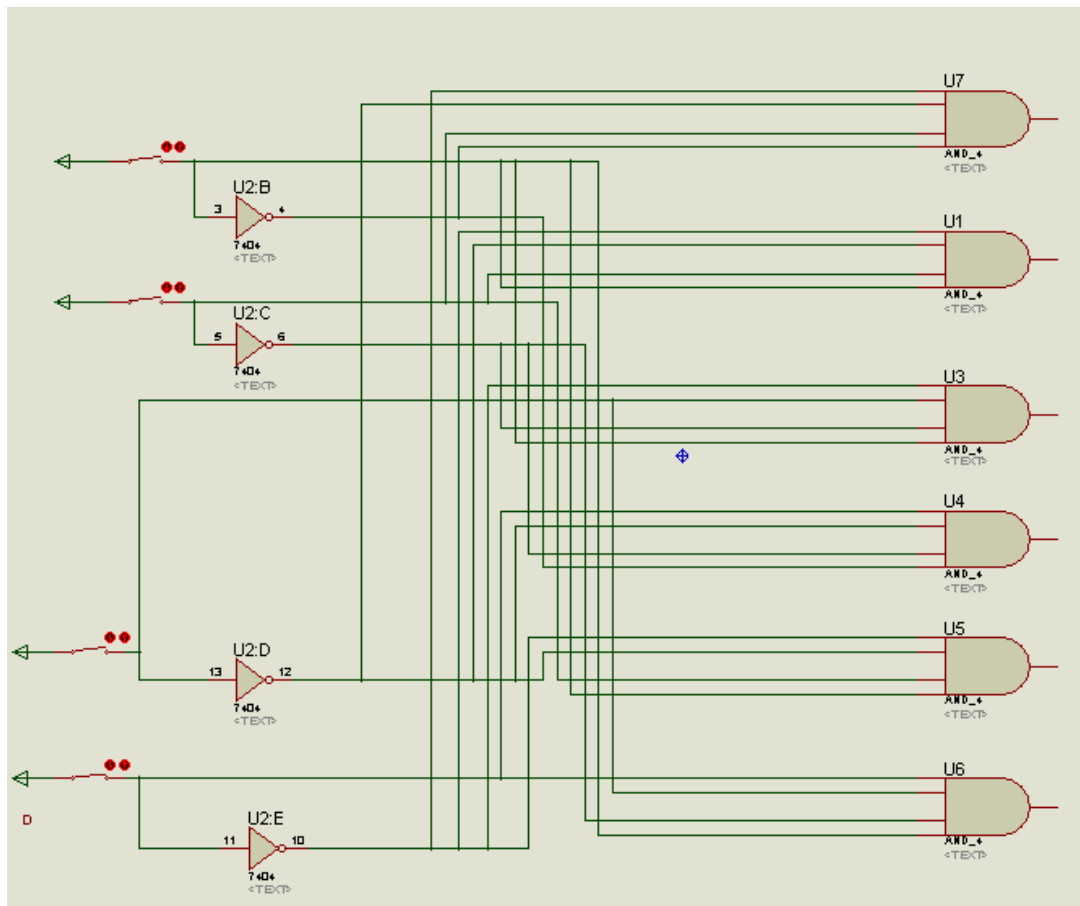 U7
AND_4
<TEXT>
U2:B
3 4
7404
<TEXT>
U1
AND_4
<TEXT>
U2:C
5 6
7404
<TEXT>
U3
AND_4
<TEXT>
U4
AND_4
<TEXT>
U2:D
13 12
7404
<TEXT>
U5
AND_4
<TEXT>
U6
AND_4
<TEXT>
D
U2:E
11 10
7404
<TEXT>